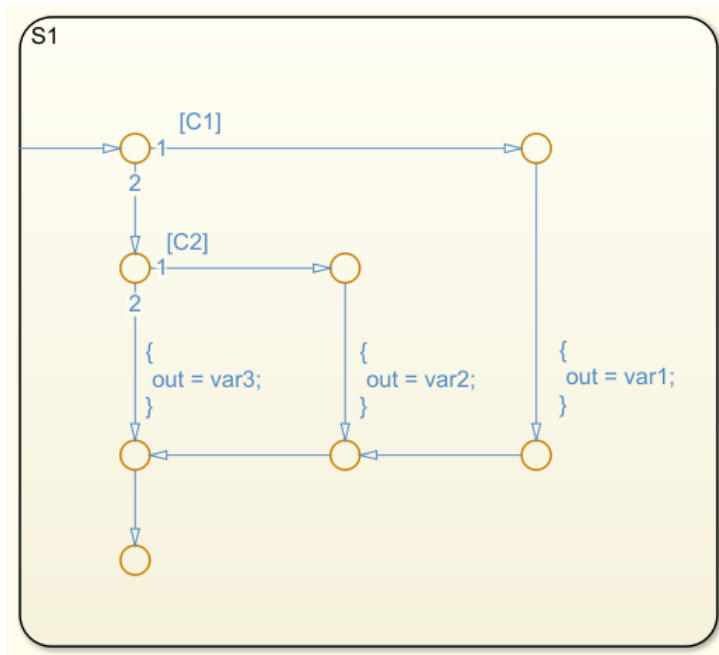 S1
[C1]
1
2
[C2]
1
2
{
out = var3;
}
{
out = var2;
}
{
out = var1;
}